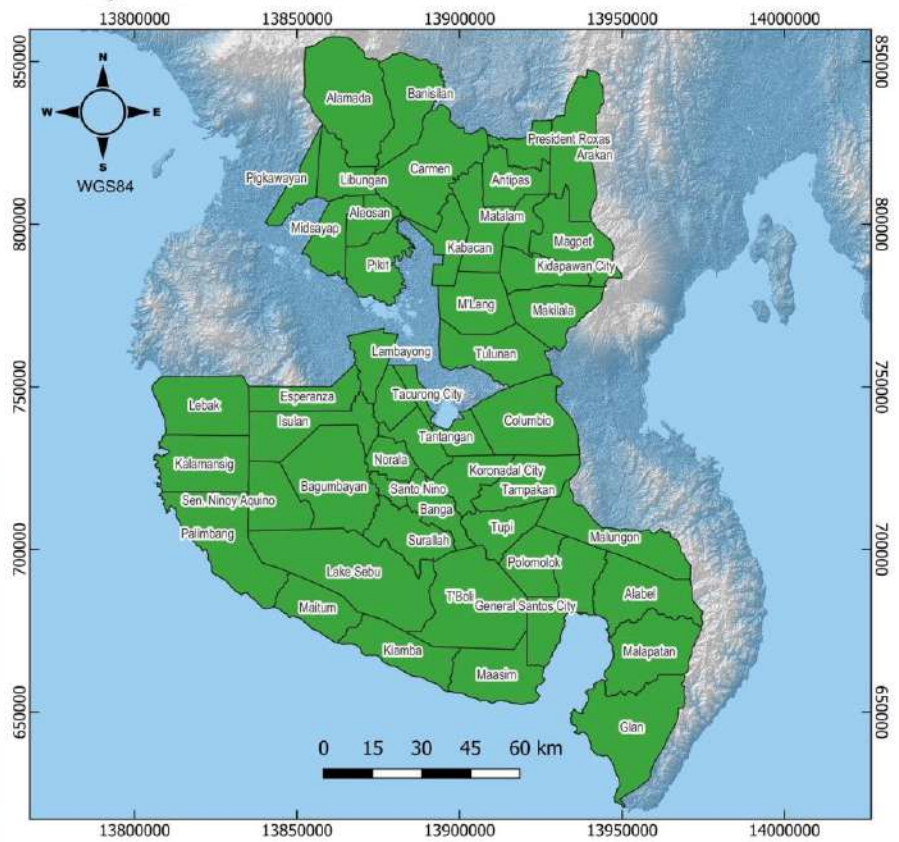 13800000 13850000 13900000 13950000 14000000
850000 850000
N
W E
S
WGS84
Alamada
Banisilan
President Roxas
Arakan
Carmen
Pigkawayan
Libungan
Antipas
Aleosan
Matalam
800000 800000
Midsayap
Magpet
Kabacan
Pikit
Kidapawan City
M'Lang
Makilala
Lambayong
Tulunan
750000 750000
Esperanza
Tacurong City
Lebak
Isulan
Columbio
Tantangan
Norala
Kalamansig
Koronadal City
Bagumbayan
Santo Nino
Tampakan
Sen. Ninoy Aquino
Banga
Palimbang
Tupi
Surallah
Malungon
700000 700000
Polomolok
Lake Sebu
T'Boli
Alabel
Maitum
General Santos City
Kiamba
Malapatan
Maasim
650000 650000
Glan
0 15 30 45 60 km
13800000 13850000 13900000 13950000 14000000